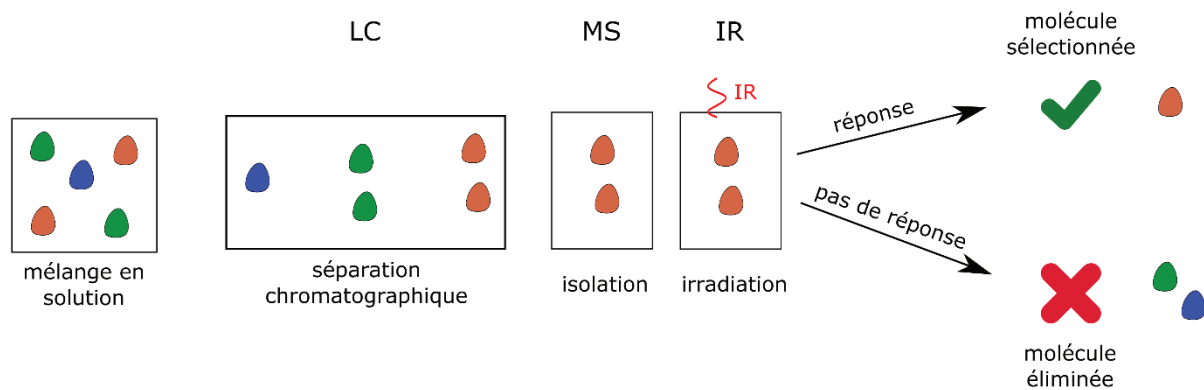 LC
MS
IR
molécule
sélectionnée
IR
réponse
pas de réponse
mélange en
solution
séparation
chromatographique
isolation
irradiation
molécule
éliminée